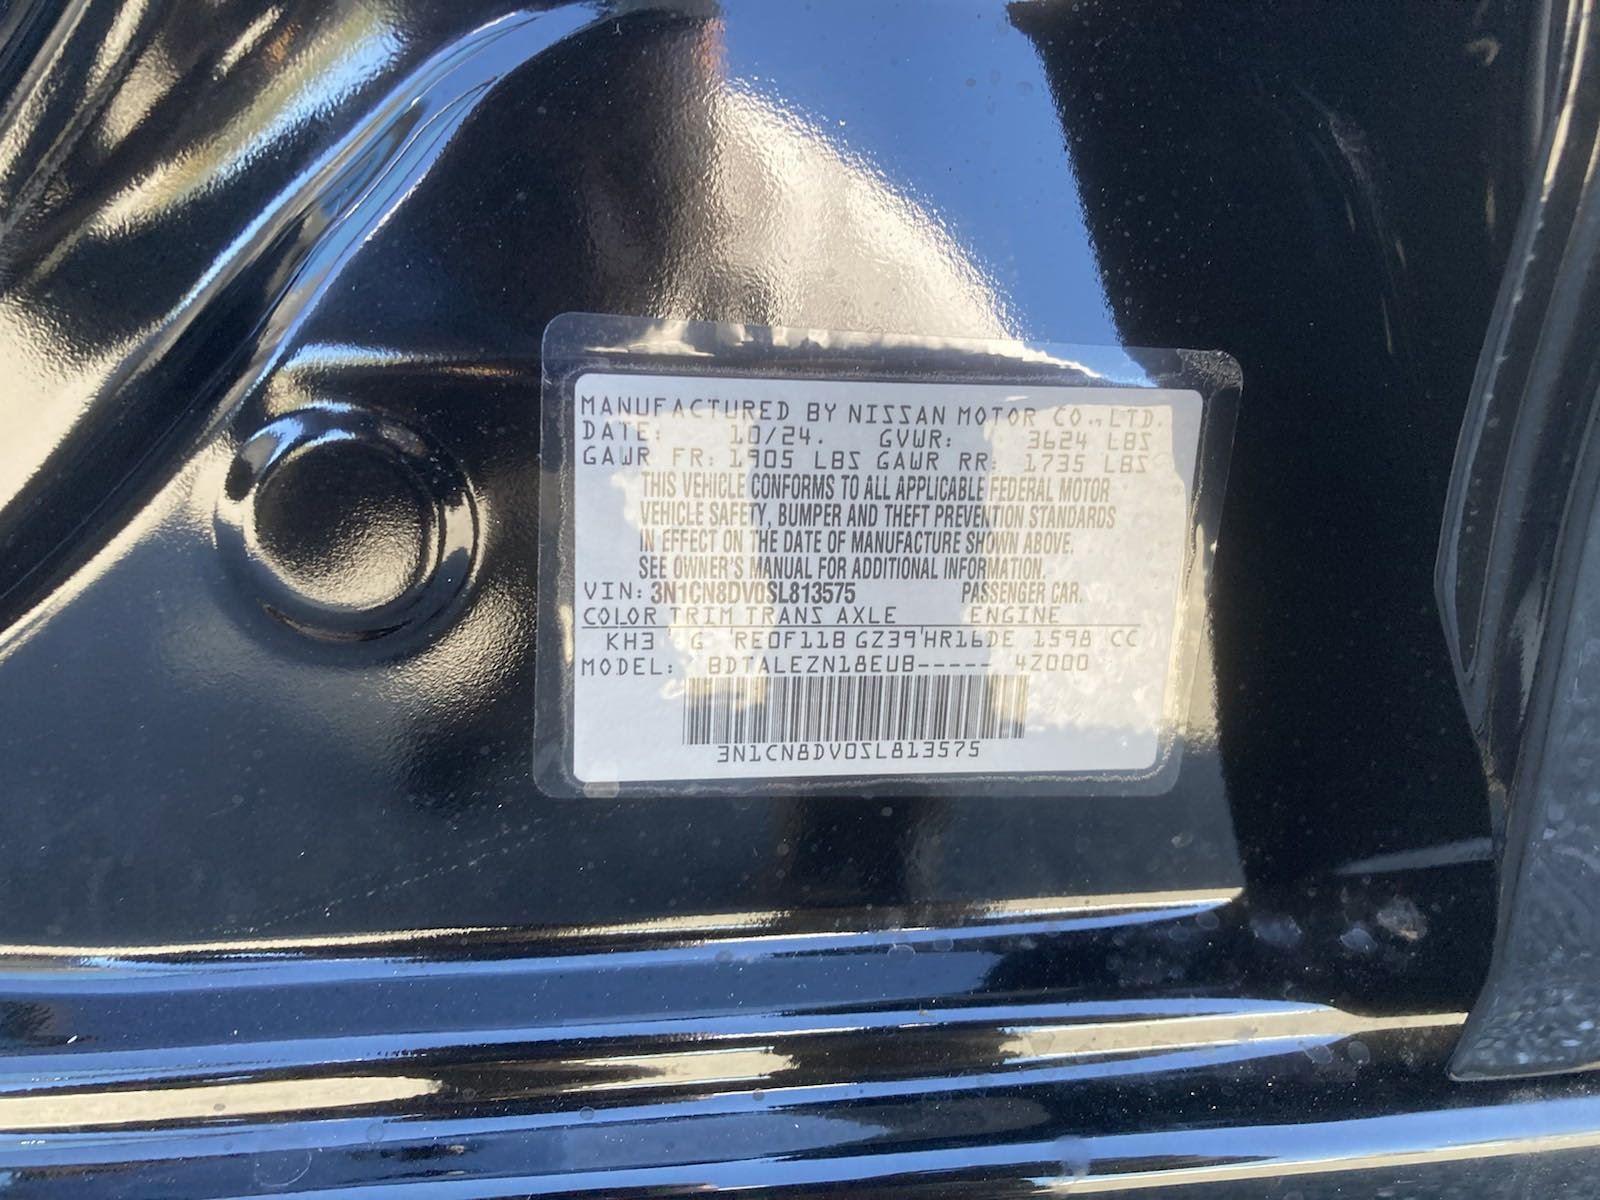 MANUFACTURED BY NISSAN MOTOR CO., LTD.
DATE: 10/24. GVWR: 3624 LBS
GAWR FR: 1905 LBS GAWR RR: 1735 LBS
THIS VEHICLE CONFORMS TO ALL APPLICABLE FEDERAL MOTOR
VEHICLE SAFETY, BUMPER AND THEFT PREVENTION STANDARDS
IN EFFECT ON THE DATE OF MANUFACTURE SHOWN ABOVE.
SEE OWNER'S MANUAL FOR ADDITIONAL INFORMATION.
VIN: 3N1CN8DV0SL813575 PASSENGER CAR.
COLOR TRIM TRANS AXLE ENGINE
KH3 G RE0F11B GZ39 HR16DE 1598 CC
MODEL: BDTALEZN18EUB----- 4Z000
3N1CN8DV0SL813575